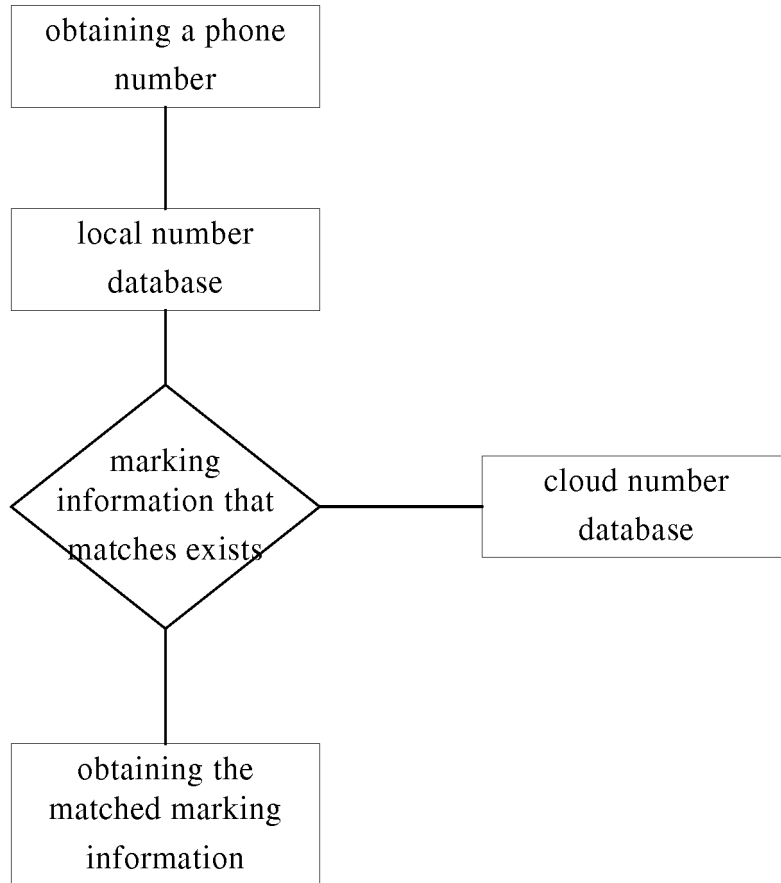 obtaining a phone
number
local number
database
marking
information that
matches exists
cloud number
database
obtaining the
matched marking
information